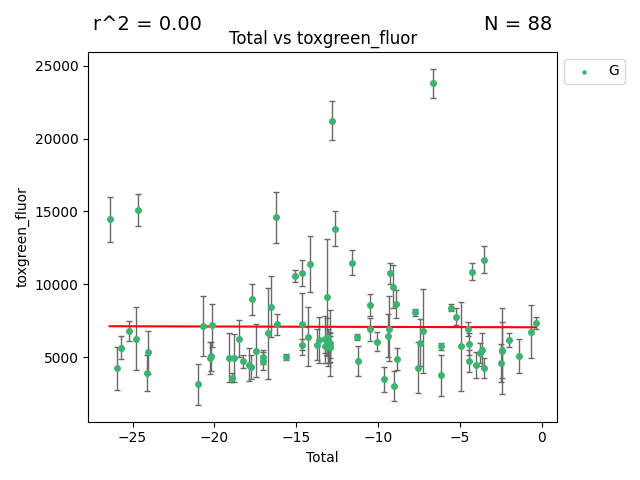 r^2 = 0.00
N = 88
Total vs toxgreen_fluor
G
25000
20000
15000
10000
5000
toxgreen_fluor
−25
−20
−15
−10
−5
0
Total